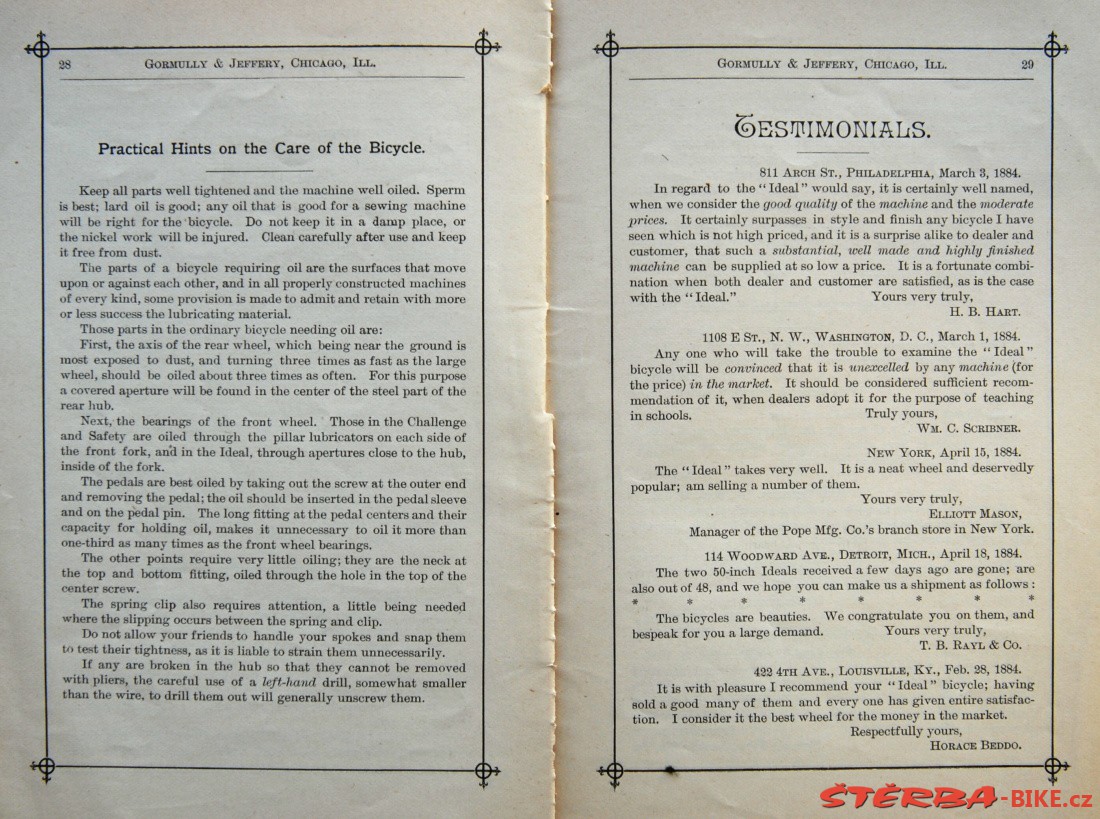 28
GORMULLY & JEFFERY, CHICAGO, ILL.
Practical Hints on the Care of the Bicycle.
Keep all parts well tightened and the machine well oiled. Sperm
is best; lard oil is good; any oil that is good for a sewing machine
will be right for the bicycle. Do not keep it in a damp place, or
the nickel work will be injured. Clean carefully after use and keep
it free from dust.
The parts of a bicycle requiring oil are the surfaces that move
upon or against each other, and in all properly constructed machines
of every kind, some provision is made to admit and retain with more
or less success the lubricating material.
Those parts in the ordinary bicycle needing oil are:
First, the axis of the rear wheel, which being near the ground is
most exposed to dust, and turning three times as fast as the large
wheel, should be oiled about three times as often. For this purpose
a covered aperture will be found in the center of the steel part of the
rear hub.
Next, the bearings of the front wheel. Those in the Challenge
and Safety are oiled through the pillar lubricators on each side of
the front fork, and in the Ideal, through apertures close to the hub,
inside of the fork.
The pedals are best oiled by taking out the screw at the outer end
and removing the pedal; the oil should be inserted in the pedal sleeve
and on the pedal pin. The long fitting at the pedal centers and their
capacity for holding oil, makes it unnecessary to oil it more than
one-third as many times as the front wheel bearings.
The other points require very little oiling; they are the neck at
the top and bottom fitting, oiled through the hole in the top of the
center screw.
The spring clip also requires attention, a little being needed
where the slipping occurs between the spring and clip.
Do not allow your friends to handle your spokes and snap them
to test their tightness, as it is liable to strain them unnecessarily.
If any are broken in the hub so that they cannot be removed
with pliers, the careful use of a left-hand drill, somewhat smaller
than the wire, to drill them out will generally unscrew them.
GORMULLY & JEFFERY, CHICAGO, ILL.
29
TESTIMONIALS.
811 ARCH ST., PHILADELPHIA, March 3, 1884.
In regard to the "Ideal" would say, it is certainly well named,
when we consider the good quality of the machine and the moderate
prices. It certainly surpasses in style and finish any bicycle I have
seen which is not high priced, and it is a surprise alike to dealer and
customer, that such a substantial, well made and highly finished
machine can be supplied at so low a price. It is a fortunate combi-
nation when both dealer and customer are satisfied, as is the case
with the "Ideal." Yours very truly,
H. B. HART.
1108 E ST., N. W., WASHINGTON, D. C., March 1, 1884.
Any one who will take the trouble to examine the "Ideal"
bicycle will be convinced that it is unexcelled by any machine (for
the price) in the market. It should be considered sufficient recom-
mendation of it, when dealers adopt it for the purpose of teaching
in schools. Truly yours,
WM. C. SCRIBNER.
NEW YORK, April 15, 1884.
The "Ideal" takes very well. It is a neat wheel and deservedly
popular; am selling a number of them.
Yours very truly,
ELLIOTT MASON,
Manager of the Pope Mfg. Co.'s branch store in New York.
114 WOODWARD AVE., DETROIT, MICH., April 18, 1884.
The two 50-inch Ideals received a few days ago are gone; are
also out of 48, and we hope you can make us a shipment as follows:
* * * * * * * *
The bicycles are beauties. We congratulate you on them, and
bespeak for you a large demand. Yours very truly,
T. B. RAYL & CO.
422 4TH AVE., LOUISVILLE, KY., Feb. 28, 1884.
It is with pleasure I recommend your "Ideal" bicycle; having
sold a good many of them and every one has given entire satisfac-
tion. I consider it the best wheel for the money in the market.
Respectfully yours,
HORACE BEDDO.
ŠTĚRBA-BIKE.cz